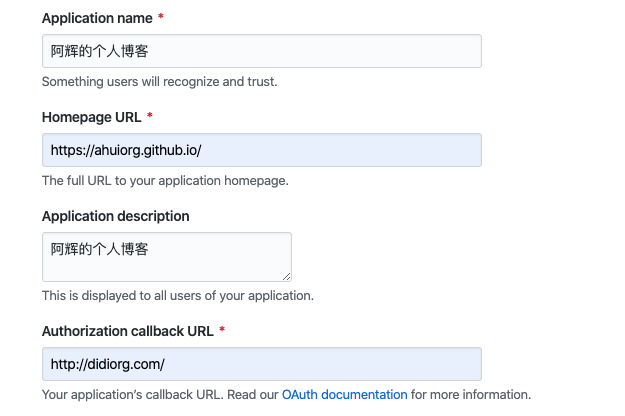 Application name *
阿辉的个人博客
Something users will recognize and trust.
Homepage URL *
https://ahuiorg.github.io/
The full URL to your application homepage.
Application description
阿辉的个人博客
This is displayed to all users of your application.
Authorization callback URL *
http://didiorg.com/
Your application's callback URL. Read our OAuth documentation for more information.